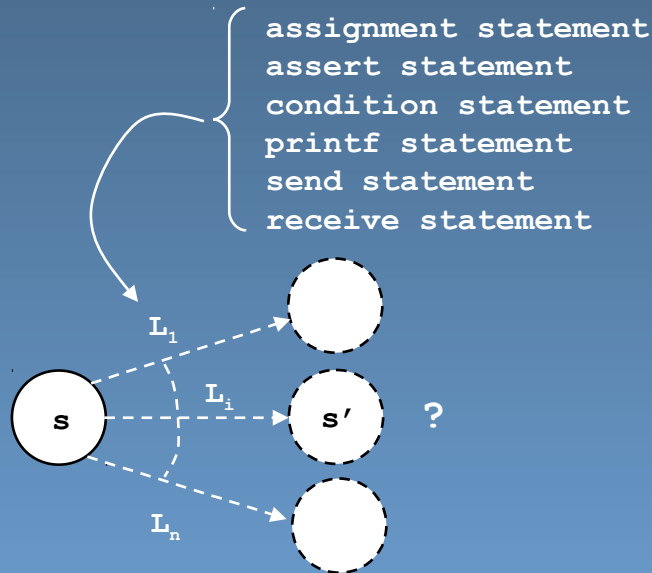 assignment statement
assert statement
condition statement
printf statement
send statement
receive statement
L₁
s
Lᵢ
s’
?
Lₙ